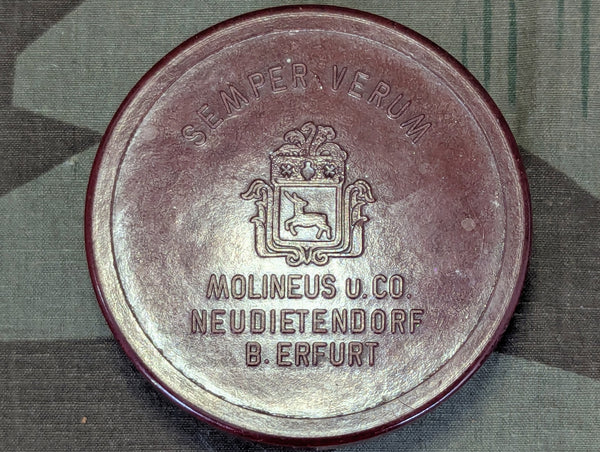 SEMPER VERUM
MOLINEUS u. CO.
NEUDIETENDORF
B. ERFURT